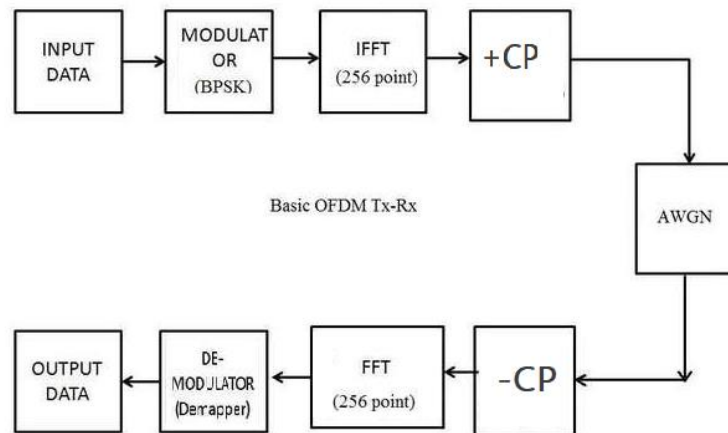 INPUT
DATA
MODULAT
OR
(BPSK)
IFFT
(256 point)
+CP
AWGN
Basic OFDM Tx-Rx
OUTPUT
DATA
DE-
MODULATOR
(Demapper)
FFT
(256 point)
-CP